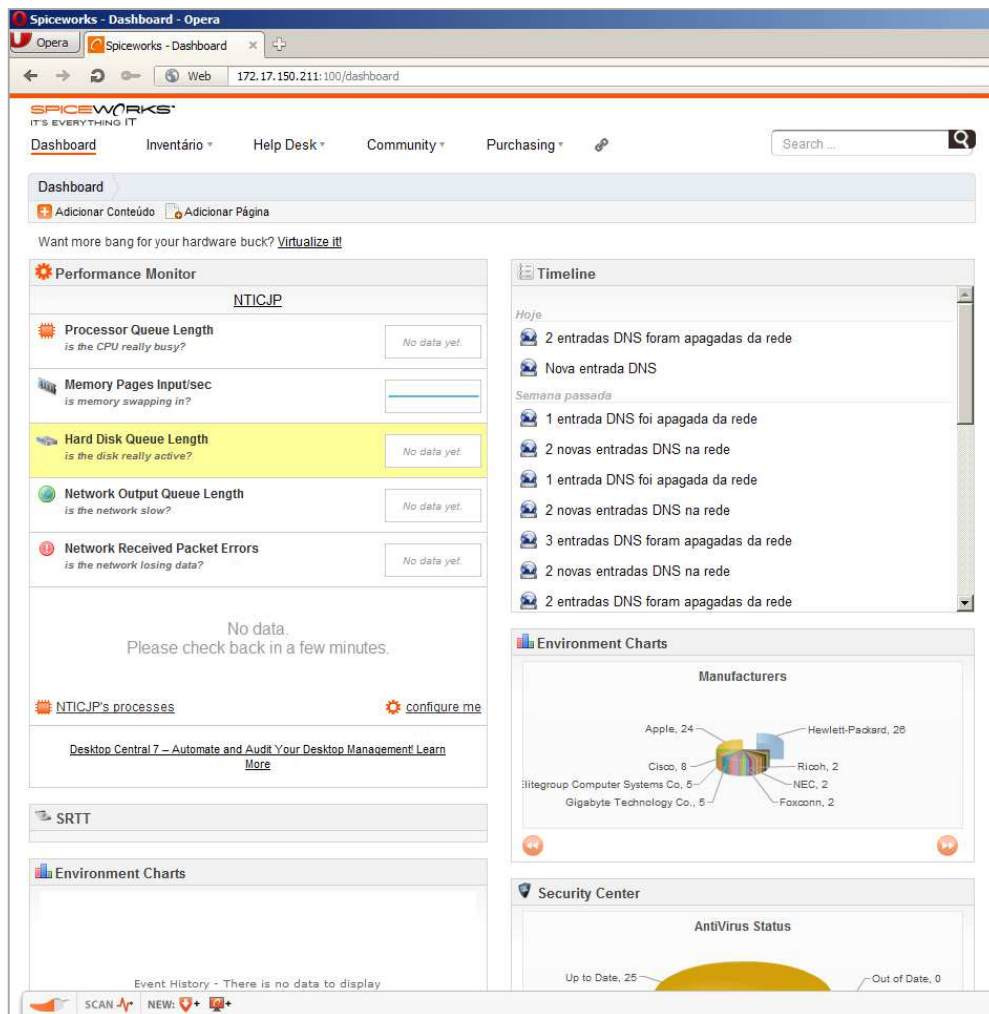 Spiceworks - Dashboard - Opera
Opera
Spiceworks - Dashboard
Web
172.17.150.211:100/dashboard
SPICEWORKS
IT'S EVERYTHING IT
Dashboard
Inventário
Help Desk
Community
Purchasing
Search ...
Dashboard
Adicionar Conteúdo
Adicionar Página
Want more bang for your hardware buck? Virtualize it!
Performance Monitor
NTICJP
Processor Queue Length
is the CPU really busy?
No data yet.
Memory Pages Input/sec
is memory swapping in?
Hard Disk Queue Length
is the disk really active?
No data yet.
Network Output Queue Length
is the network slow?
No data yet.
Network Received Packet Errors
is the network losing data?
No data yet.
No data.
Please check back in a few minutes.
NTICJP's processes
configure me
Desktop Central 7 – Automate and Audit Your Desktop Management! Learn
More
SRTT
Environment Charts
Event History - There is no data to display
Timeline
Hoje
2 entradas DNS foram apagadas da rede
Nova entrada DNS
Semana passada
1 entrada DNS foi apagada da rede
2 novas entradas DNS na rede
1 entrada DNS foi apagada da rede
2 novas entradas DNS na rede
3 entradas DNS foram apagadas da rede
2 novas entradas DNS na rede
2 entradas DNS foram apagadas da rede
Environment Charts
Manufacturers
Apple, 24
Hewlett-Packard, 26
Cisco, 8
Ricoh, 2
Elitegroup Computer Systems Co, 5
NEC, 2
Gigabyte Technology Co., 5
Foxconn, 2
Security Center
AntiVirus Status
Up to Date, 25
Out of Date, 0
SCAN
NEW: